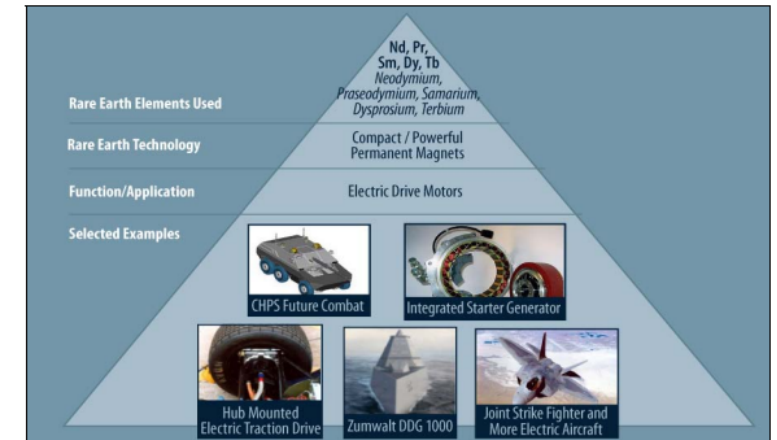 Nd, Pr,
Sm, Dy, Tb
Neodymium,
Praseodymium, Samarium,
Dysprosium, Terbium
Rare Earth Elements Used
Rare Earth Technology
Compact / Powerful
Permanent Magnets
Function/Application
Electric Drive Motors
Selected Examples
CHPS Future Combat
Integrated Starter Generator
Hub Mounted
Electric Traction Drive
Zumwalt DDG 1000
Joint Strike Fighter and
More Electric Aircraft